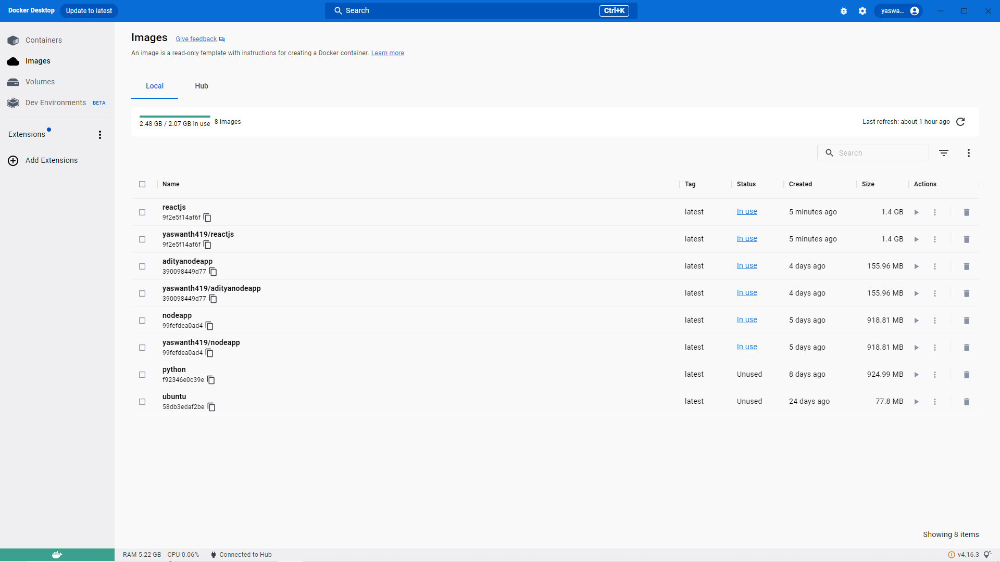 Docker Desktop Update to latest Search Ctrl+K yaswa...
Containers
Images
Volumes
Dev Environments BETA
Extensions
Add Extensions
Images Give feedback
An image is a read-only template with instructions for creating a Docker container. Learn more
Local Hub
2.48 GB / 2.07 GB in use 8 images Last refresh: about 1 hour ago
Search
Name Tag Status Created Size Actions
reactjs
9f2e5f14af6f latest In use 5 minutes ago 1.4 GB
yaswanth419/reactjs
9f2e5f14af6f latest In use 5 minutes ago 1.4 GB
adityanodeapp
390098449d77 latest In use 4 days ago 155.96 MB
yaswanth419/adityanodeapp
390098449d77 latest In use 4 days ago 155.96 MB
nodeapp
99fefdea0ad4 latest In use 5 days ago 918.81 MB
yaswanth419/nodeapp
99fefdea0ad4 latest In use 5 days ago 918.81 MB
python
f92346e0c39e latest Unused 8 days ago 924.99 MB
ubuntu
58db3edaf2be latest Unused 24 days ago 77.8 MB
Showing 8 items
RAM 5.22 GB CPU 0.06% Connected to Hub v4.16.3